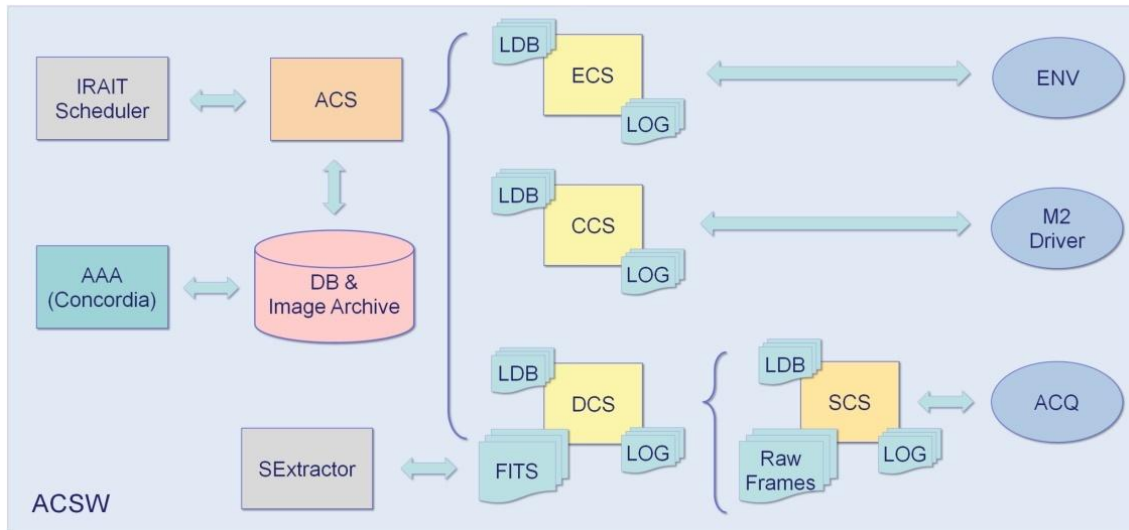 IRAIT
Scheduler
ACS
LDB
ECS
LOG
ENV
LDB
CCS
LOG
M2
Driver
AAA
(Concordia)
DB &
Image Archive
LDB
DCS
LOG
FITS
LDB
SCS
LOG
Raw
Frames
ACQ
SExtractor
ACSW